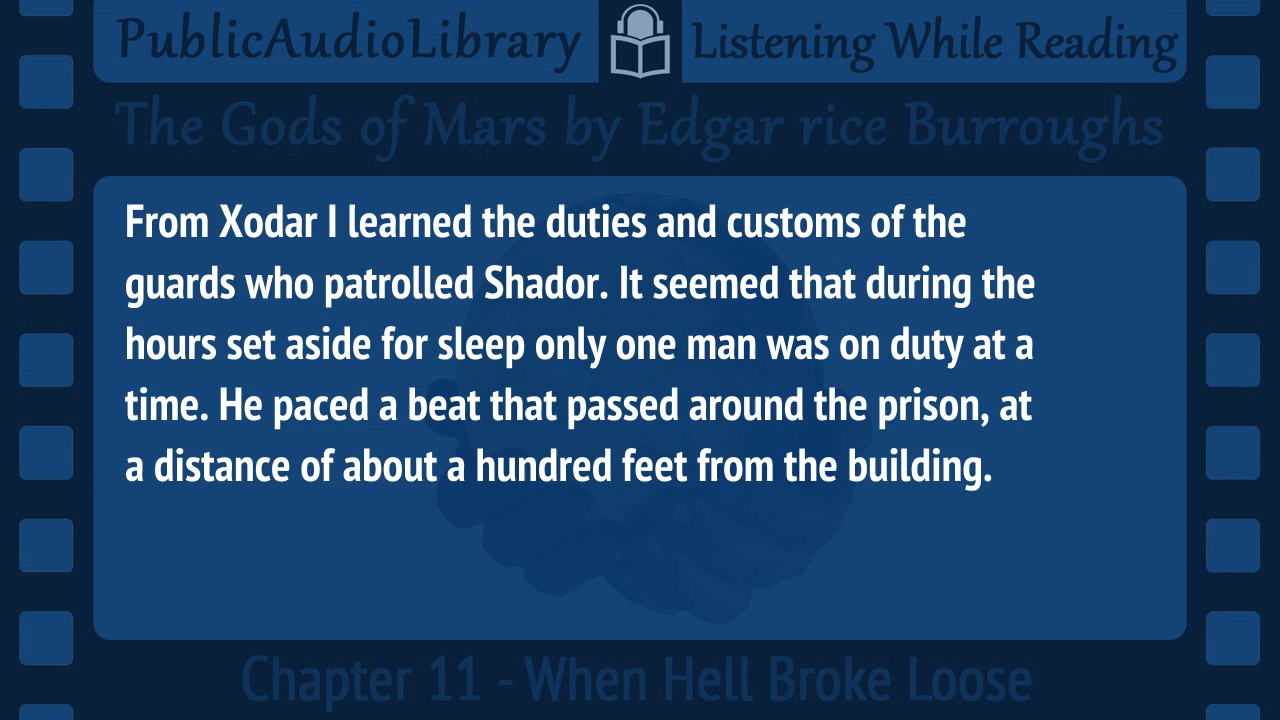 PublicAudioLibrary Listening While Reading
The Gods of Mars by Edgar rice Burroughs
From Xodar I learned the duties and customs of the
guards who patrolled Shador. It seemed that during the
hours set aside for sleep only one man was on duty at a
time. He paced a beat that passed around the prison, at
a distance of about a hundred feet from the building.
Chapter 11 - When Hell Broke Loose